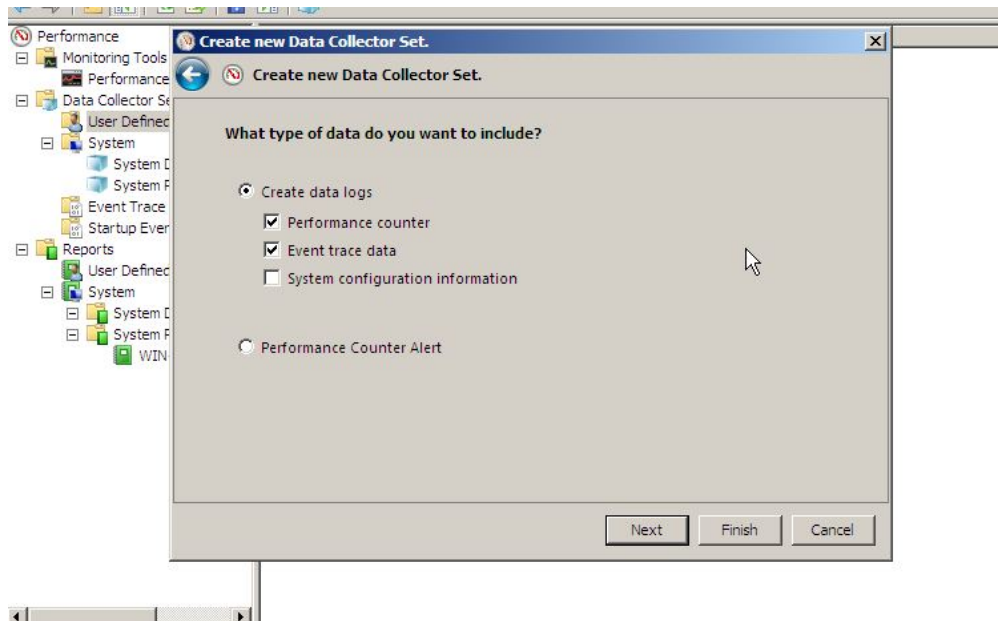 Performance
Monitoring Tools
Performance
Data Collector Se
User Defined
System
System D
System P
Event Trace
Startup Ever
Reports
User Defined
System
System D
System P
WIN
Create new Data Collector Set.
Create new Data Collector Set.
What type of data do you want to include?
Create data logs
Performance counter
Event trace data
System configuration information
Performance Counter Alert
Next
Finish
Cancel